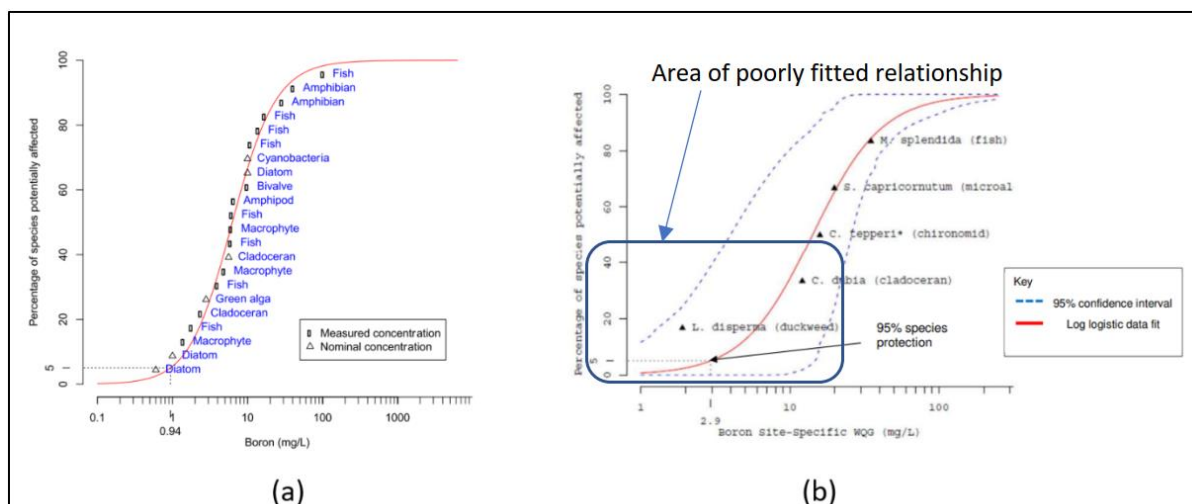 Percentage of species potentially affected
100
80
60
40
20
5
0
Fish
Amphibian
Amphibian
Fish
Fish
Fish
Cyanobacteria
Diatom
Bivalve
Amphipod
Fish
Macrophyte
Fish
Cladoceran
Macrophyte
Fish
Green alga
Cladoceran
Fish
Macrophyte
Diatom
Diatom
Measured concentration
Nominal concentration
0.1
1
10
100
1000
0.94
Boron (mg/L)
(a)
Area of poorly fitted relationship
Percentage of species potentially affected
100
80
60
40
20
5
0
M. splendida (fish)
S. capricornutum (microal
C. tepperi* (chironomid)
C. dubia (cladoceran)
L. disperma (duckweed)
95% species
protection
1
10
100
2.9
Boron Site-Specific WQG (mg/L)
(b)
Key
95% confidence interval
Log logistic data fit